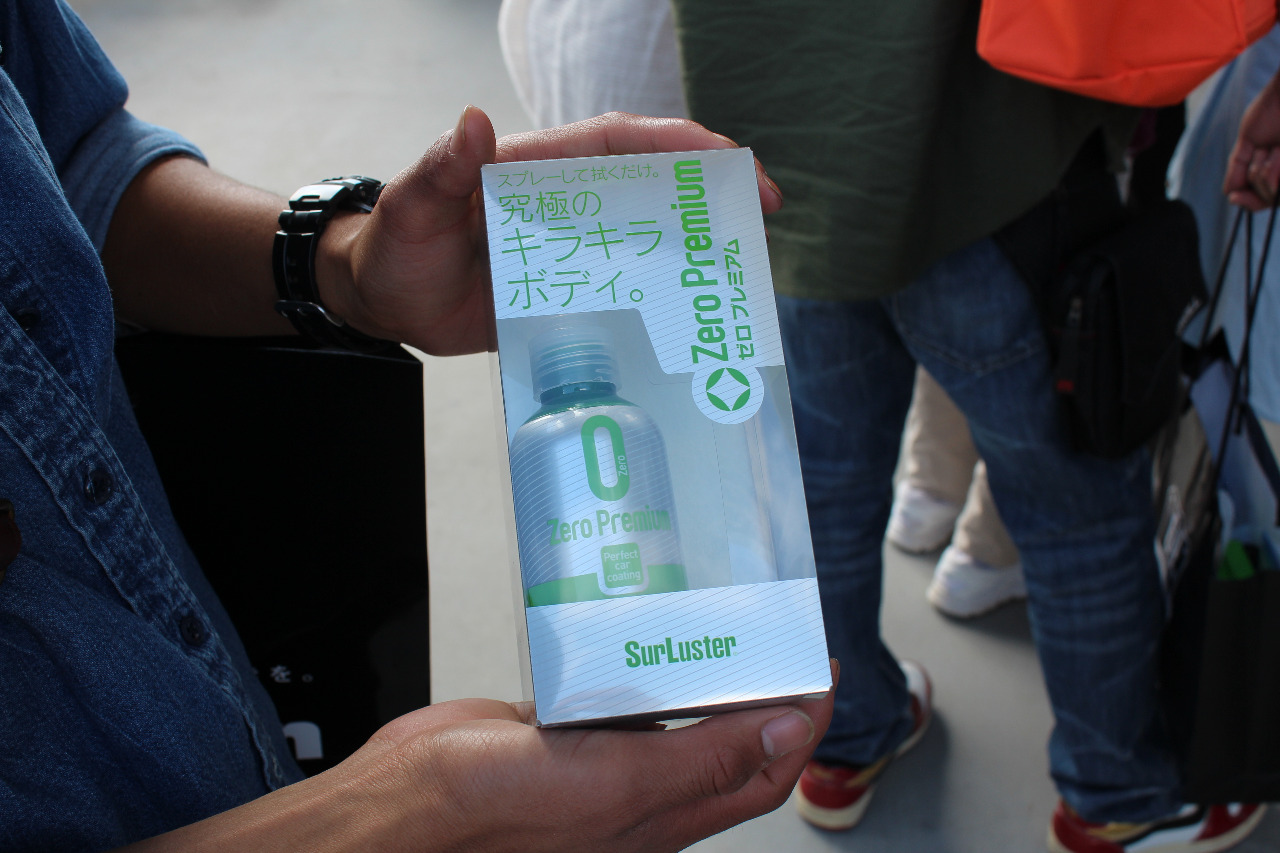 スプレーして拭くだけ。
究極の
キラキラ
ボディ。
Zero Premium
ゼロ プレミアム
0
Zero
Zero Premium
Perfect
car
coating
SurLuster
を。